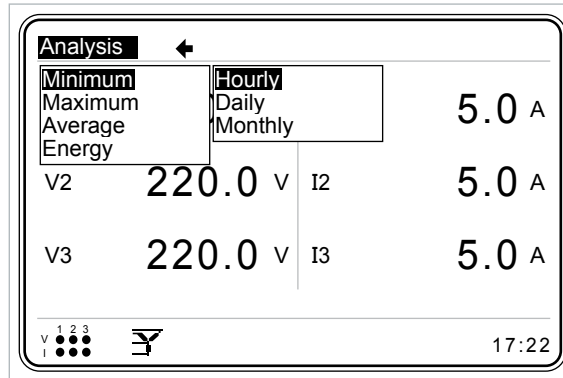 Analysis
Minimum Hourly
Maximum Daily 5.0 A
Average Monthly
Energy
V2 220.0 V I2 5.0 A
V3 220.0 V I3 5.0 A
1 2 3
V
I 17:22